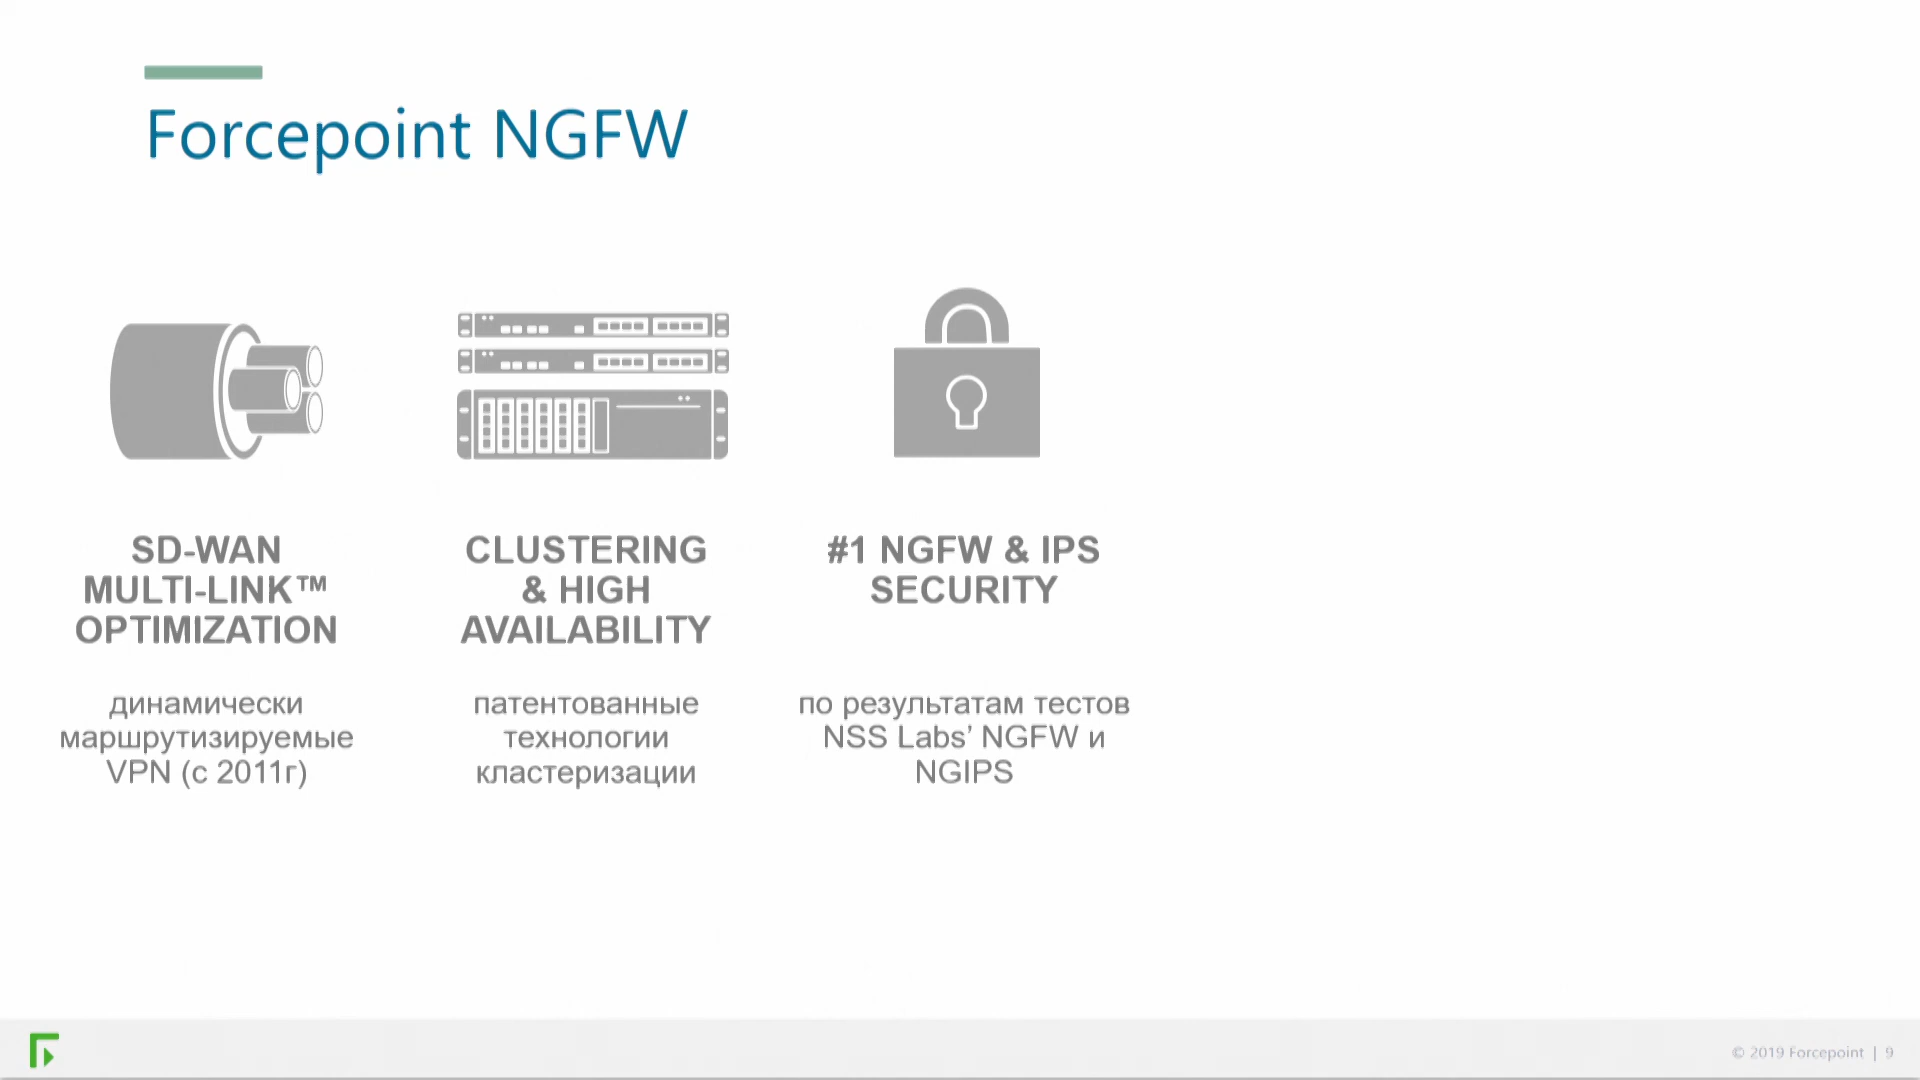 Forcepoint NGFW
SD-WAN
MULTI-LINK™
OPTIMIZATION
динамически
маршрутизируемые
VPN (с 2011г)
CLUSTERING
& HIGH
AVAILABILITY
патентованные
технологии
кластеризации
#1 NGFW & IPS
SECURITY
по результатам тестов
NSS Labs’ NGFW и
NGIPS
© 2019 Forcepoint | 9